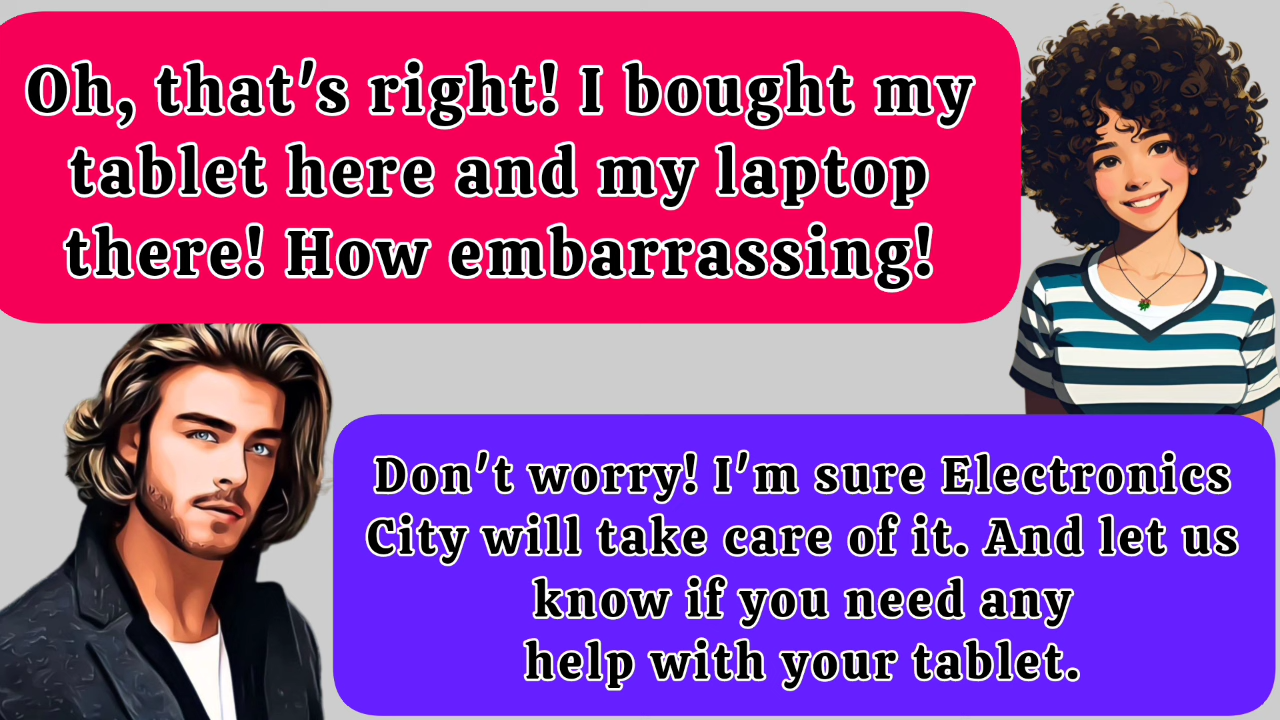 Oh, that's right! I bought my
tablet here and my laptop
there! How embarrassing!
Don't worry! I'm sure Electronics
City will take care of it. And let us
know if you need any
help with your tablet.